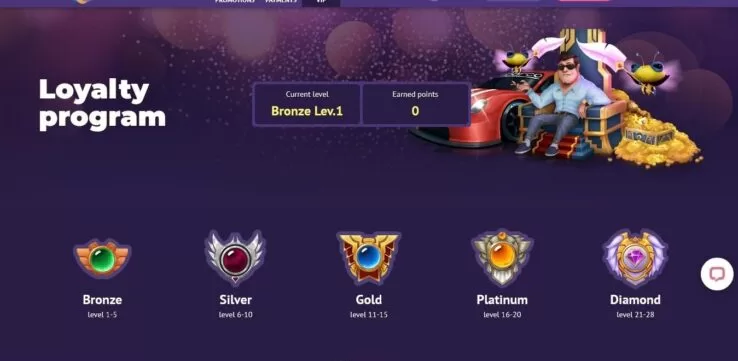 PROMOTIONS PAYMENTS VIP
Loyalty
program
Current level
Earned points
Bronze Lev.1
0
Bronze
Silver
Gold
Platinum
Diamond
level 1-5
level 6-10
level 11-15
level 16-20
level 21-28